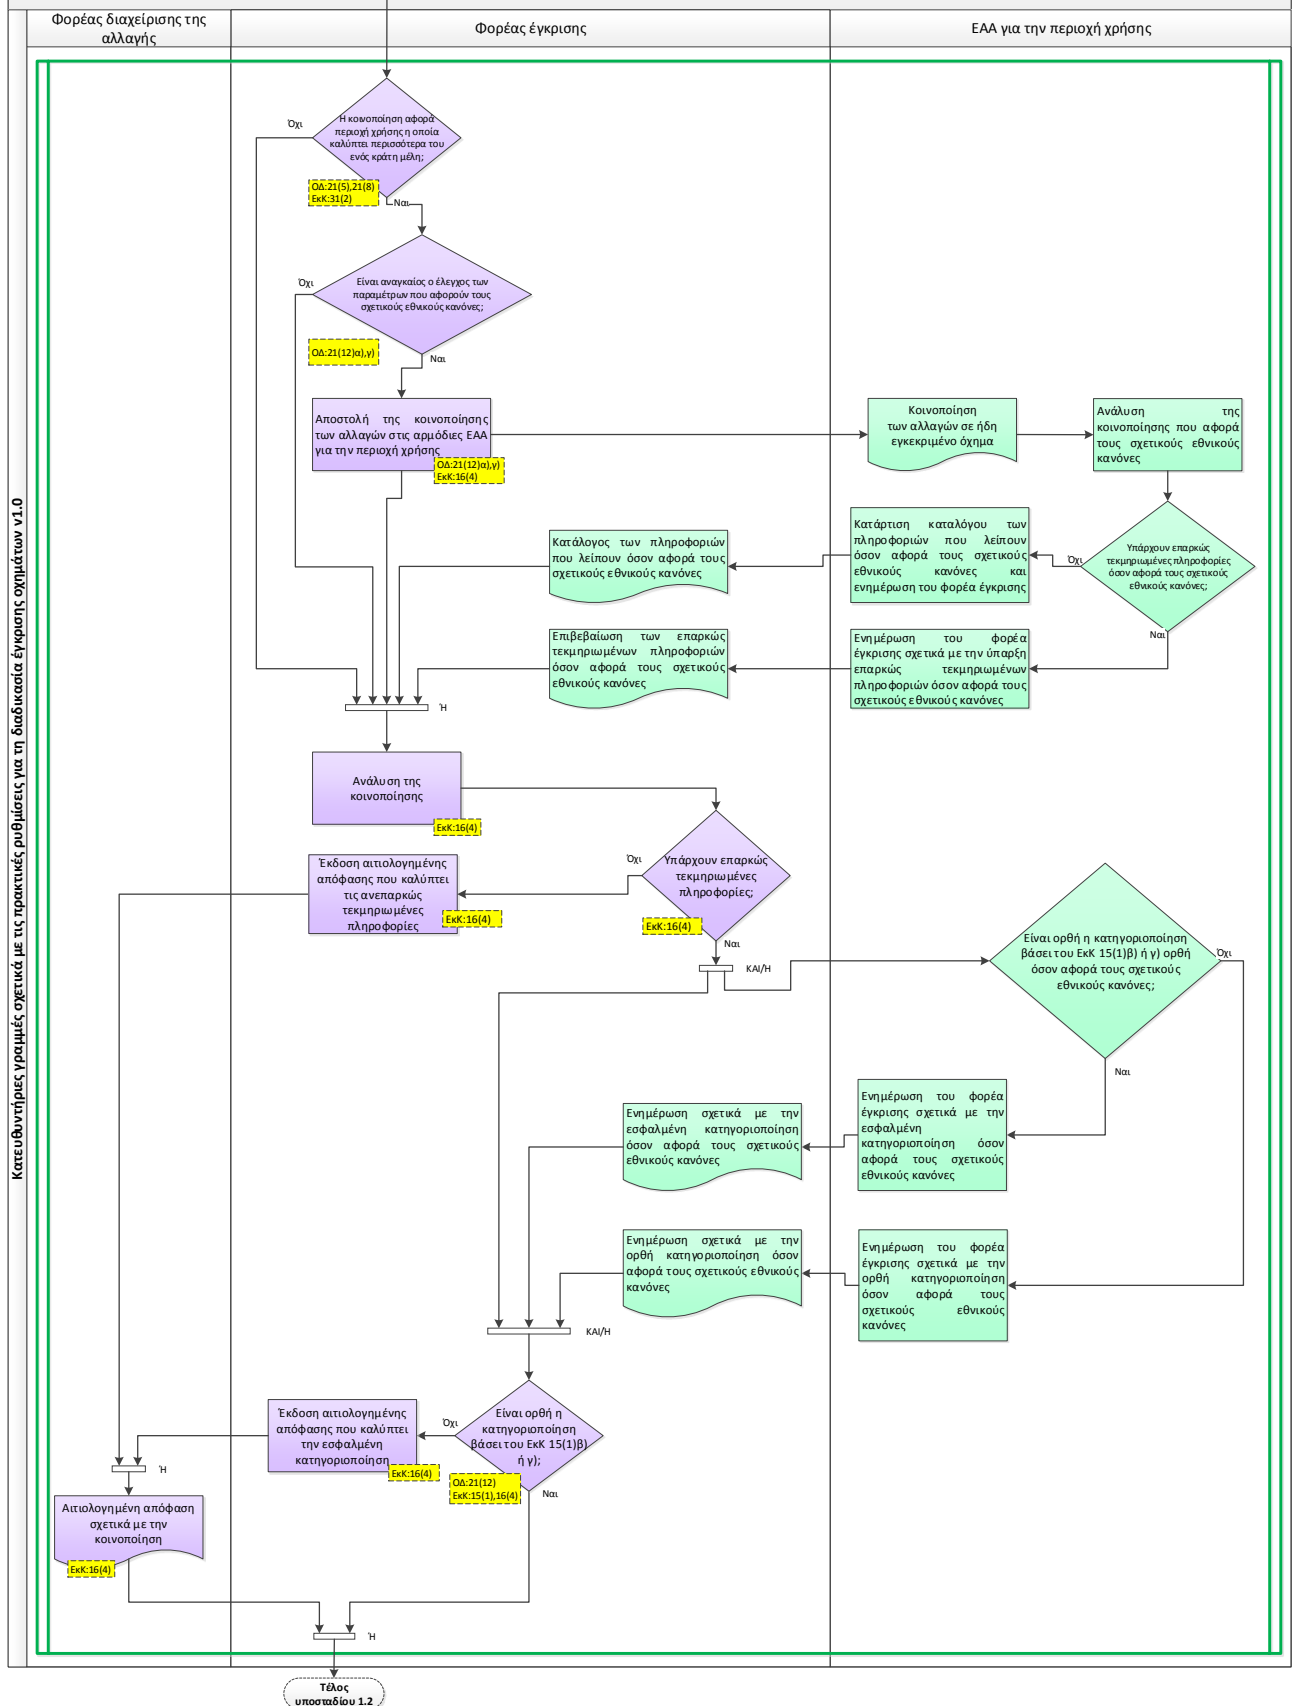 Φορέας διαχείρισης της
αλλαγής
Φορέας έγκρισης
ΕΑΑ για την περιοχή χρήσης
Κατευθυντήριες γραμμές σχετικά με τις πρακτικές ρυθμίσεις για τη διαδικασία έγκρισης οχημάτων v1.0
Η κοινοποίηση αφορά
περιοχή χρήσης η οποία
καλύπτει περισσότερα του
ενός κράτη μέλη;
Όχι
ΟΔ:21(5),21(8)
ΕκΚ:31(2)
Ναι
Είναι αναγκαίος ο έλεγχος των
παραμέτρων που αφορούν τους
σχετικούς εθνικούς κανόνες;
Όχι
ΟΔ:21(12)α),γ)
Ναι
Αποστολή της κοινοποίησης
των αλλαγών στις αρμόδιες ΕΑΑ
για την περιοχή χρήσης
ΟΔ:21(12)α),γ)
ΕκΚ:16(4)
Κοινοποίηση
των αλλαγών σε ήδη
εγκεκριμένο όχημα
Ανάλυση της
κοινοποίησης που αφορά
τους σχετικούς εθνικούς
κανόνες
Υπάρχουν επαρκώς
τεκμηριωμένες πληροφορίες
όσον αφορά τους σχετικούς
εθνικούς κανόνες;
Όχι
Ναι
Κατάρτιση καταλόγου των
πληροφοριών που λείπουν
όσον αφορά τους σχετικούς
εθνικούς κανόνες και
ενημέρωση του φορέα έγκρισης
Κατάλογος των πληροφοριών
που λείπουν όσον αφορά τους
σχετικούς εθνικούς κανόνες
Ενημέρωση του φορέα
έγκρισης σχετικά με την ύπαρξη
επαρκώς τεκμηριωμένων
πληροφοριών όσον αφορά τους
σχετικούς εθνικούς κανόνες
Επιβεβαίωση των επαρκώς
τεκμηριωμένων πληροφοριών
όσον αφορά τους σχετικούς
εθνικούς κανόνες
Ή
Ανάλυση της
κοινοποίησης
ΕκΚ:16(4)
Υπάρχουν επαρκώς
τεκμηριωμένες
πληροφορίες;
Όχι
ΕκΚ:16(4)
Ναι
Έκδοση αιτιολογημένης
απόφασης που καλύπτει
τις ανεπαρκώς
τεκμηριωμένες
πληροφορίες
ΕκΚ:16(4)
ΚΑΙ/Η
Είναι ορθή η κατηγοριοποίηση
βάσει του ΕκΚ 15(1)β) ή γ) ορθή
όσον αφορά τους σχετικούς
εθνικούς κανόνες;
Όχι
Ναι
Ενημέρωση του φορέα
έγκρισης σχετικά με την
εσφαλμένη
κατηγοριοποίηση όσον
αφορά τους σχετικούς
εθνικούς κανόνες
Ενημέρωση σχετικά με την
εσφαλμένη κατηγοριοποίηση
όσον αφορά τους σχετικούς
εθνικούς κανόνες
Ενημέρωση του φορέα
έγκρισης σχετικά με την
ορθή κατηγοριοποίηση
όσον αφορά τους
σχετικούς εθνικούς
κανόνες
Ενημέρωση σχετικά με την
ορθή κατηγοριοποίηση όσον
αφορά τους σχετικούς εθνικούς
κανόνες
ΚΑΙ/Η
Είναι ορθή η
κατηγοριοποίηση
βάσει του ΕκΚ 15(1)β)
ή γ);
Όχι
ΟΔ:21(12)
ΕκΚ:15(1),16(4)
Ναι
Έκδοση αιτιολογημένης
απόφασης που καλύπτει
την εσφαλμένη
κατηγοριοποίηση
ΕκΚ:16(4)
Ή
Αιτιολογημένη απόφαση
σχετικά με την
κοινοποίηση
ΕκΚ:16(4)
Ή
Τέλος
υποσταδίου 1.2